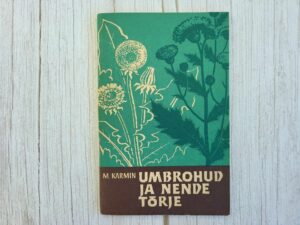 M. KARMIN UMBROHUD
JA NENDE
TÕRJE